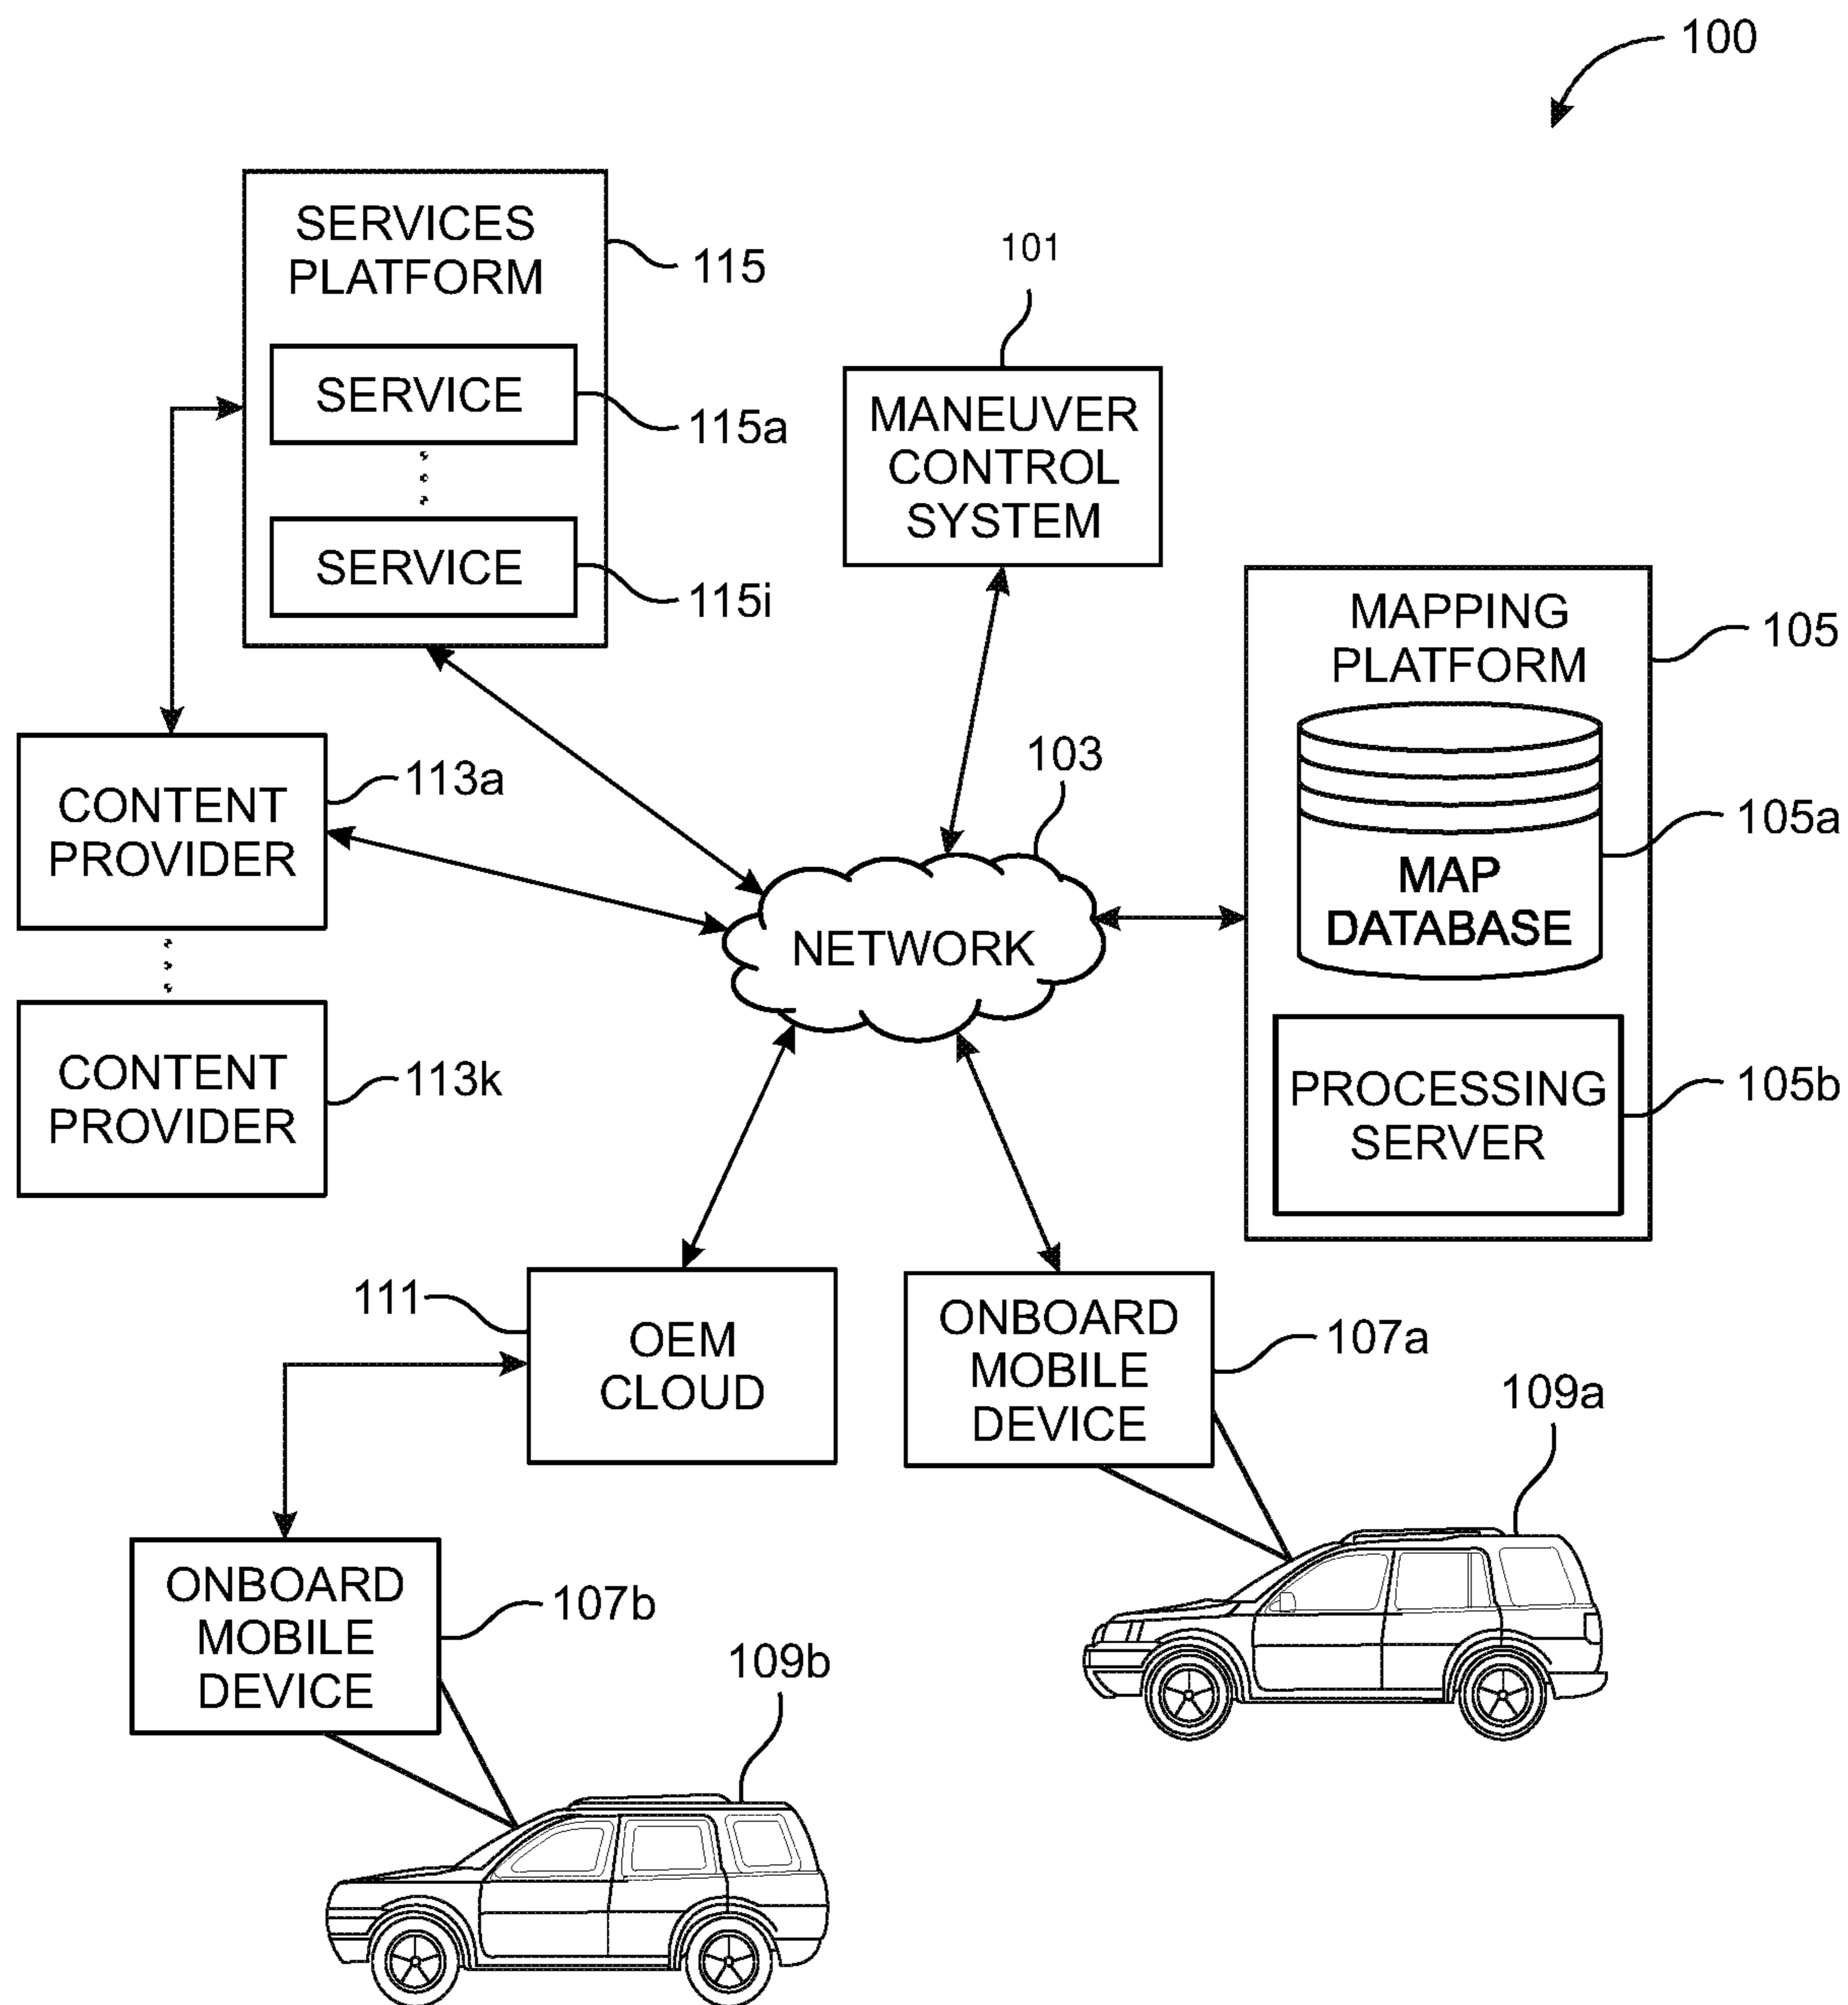 100
SERVICES
PLATFORM
115
SERVICE
115a
SERVICE
115i
101
MANEUVER
CONTROL
SYSTEM
MAPPING
PLATFORM
105
MAP
DATABASE
105a
PROCESSING
SERVER
105b
CONTENT
PROVIDER
113a
CONTENT
PROVIDER
113k
103
NETWORK
111
OEM
CLOUD
ONBOARD
MOBILE
DEVICE
107a
109a
ONBOARD
MOBILE
DEVICE
107b
109b